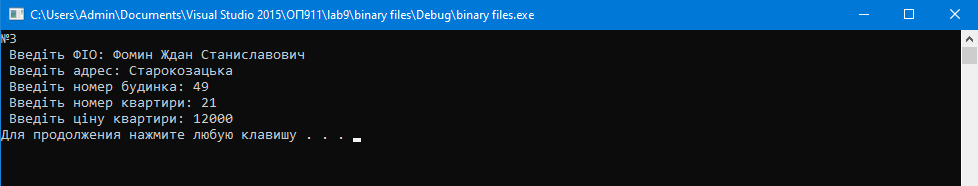 C:\Users\Admin\Documents\Visual Studio 2015\ОП911\lab9\binary files\Debug\binary files.exe
№3
Введіть ФІО: Фомин Ждан Станиславович
Введіть адрес: Старокозацька
Введіть номер будинка: 49
Введіть номер квартири: 21
Введіть ціну квартири: 12000
Для продолжения нажмите любую клавишу . . .